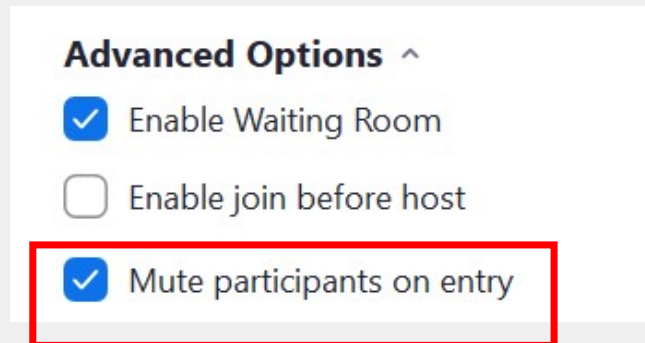 Advanced Options
Enable Waiting Room
Enable join before host
Mute participants on entry